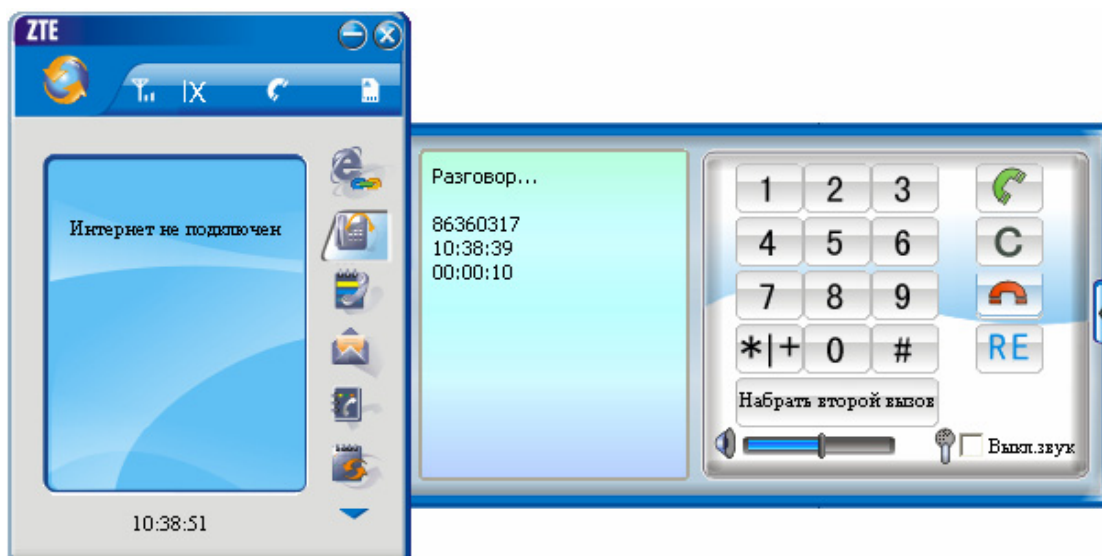 ZTE
1X
Интернет не подключен
10:38:51
Разговор...
86360317
10:38:39
00:00:10
1 2 3
4 5 6 C
7 8 9
*|+ 0 # RE
Набрать второй вызов
Выкл.звук